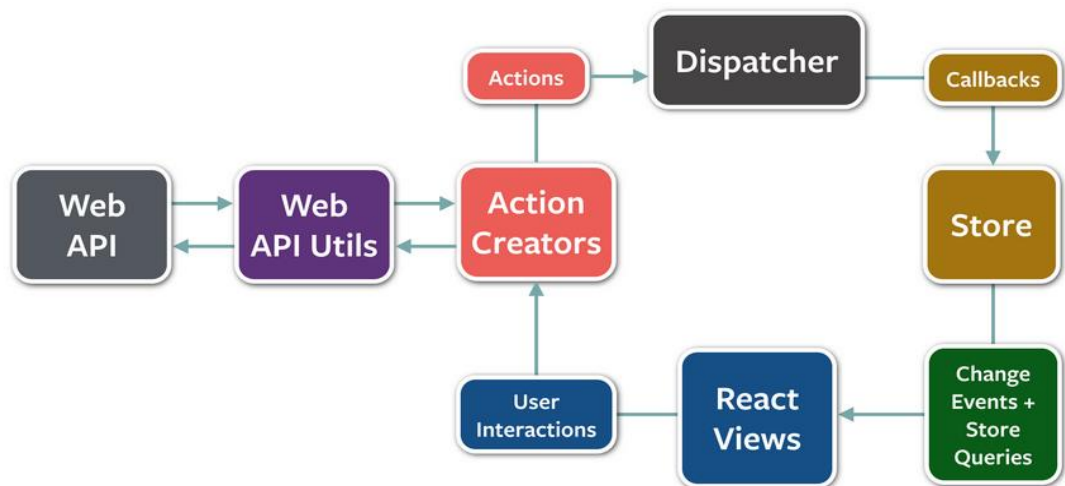 Actions
Dispatcher
Callbacks
Web
API
Web
API Utils
Action
Creators
Store
User
Interactions
React
Views
Change
Events +
Store
Queries